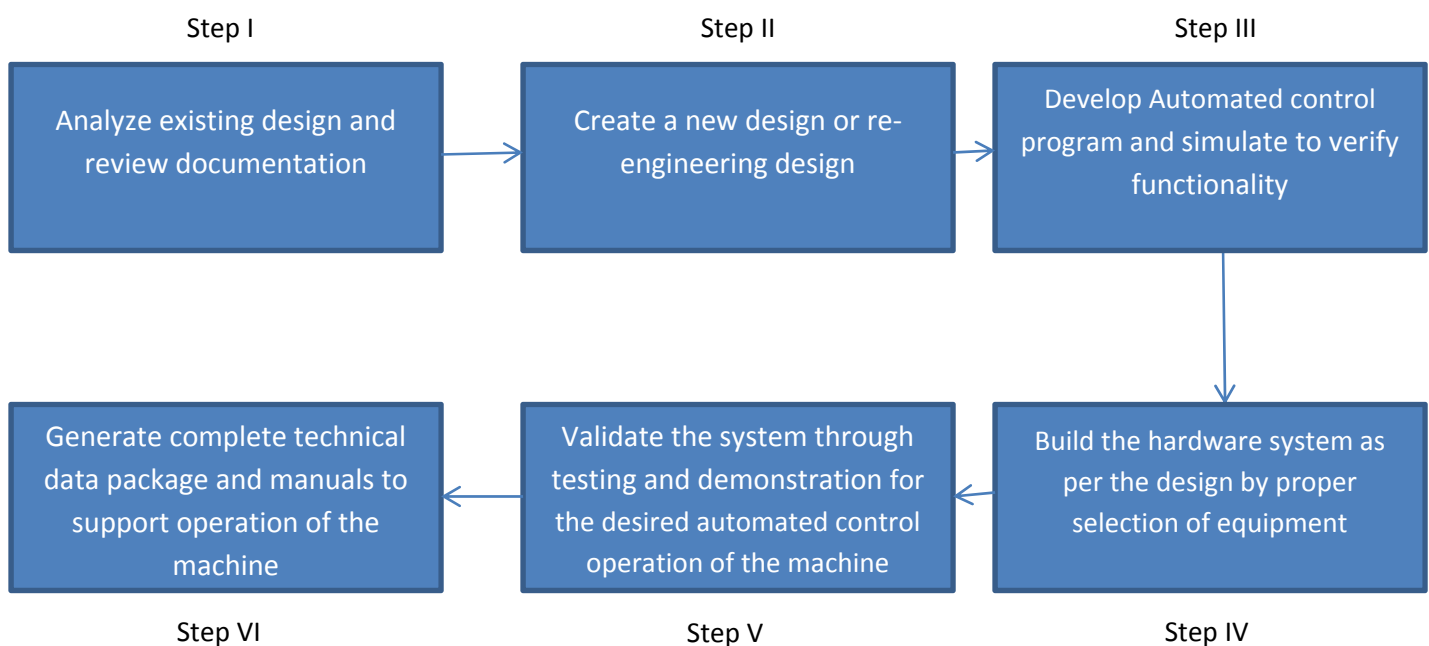 Step I
Analyze existing design and
review documentation
Step II
Create a new design or re-
engineering design
Step III
Develop Automated control
program and simulate to verify
functionality
Build the hardware system as
per the design by proper
selection of equipment
Step IV
Validate the system through
testing and demonstration for
the desired automated control
operation of the machine
Step V
Generate complete technical
data package and manuals to
support operation of the
machine
Step VI